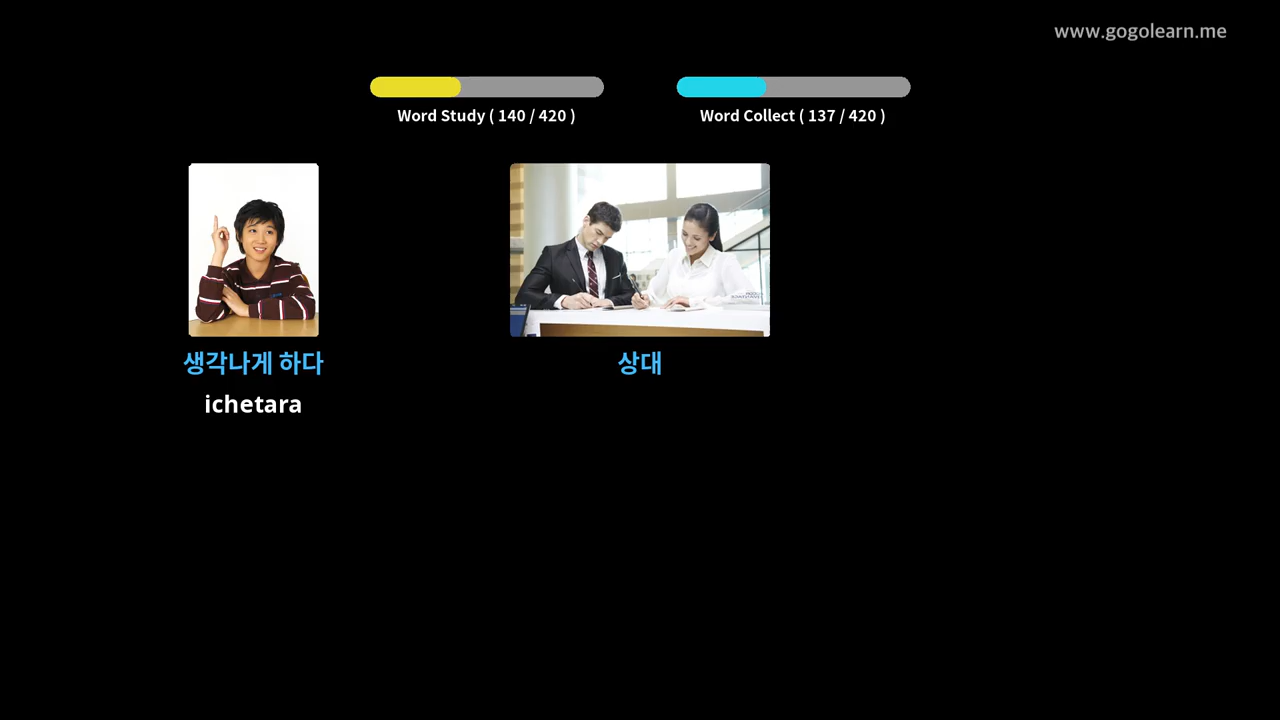 www.gogolearn.me
Word Study ( 140 / 420 )
Word Collect ( 137 / 420 )
생각나게 하다
상대
ichetara